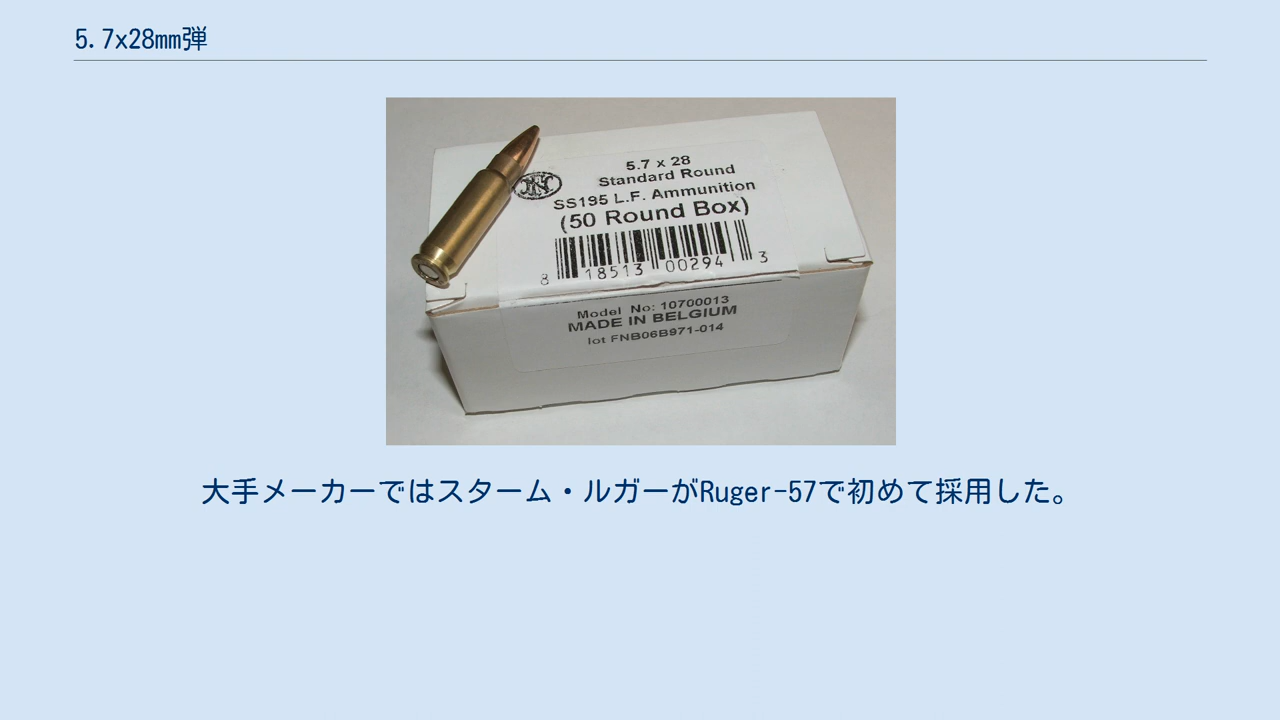 5.7x28mm弾
5.7 x 28
Standard Round
SS195 L.F. Ammunition
(50 Round Box)
8 18513 00294 3
Model No: 10700013
MADE IN BELGIUM
lot FNB06B971-014
FN
大手メーカーではスターム・ルガーがRuger-57で初めて採用した。